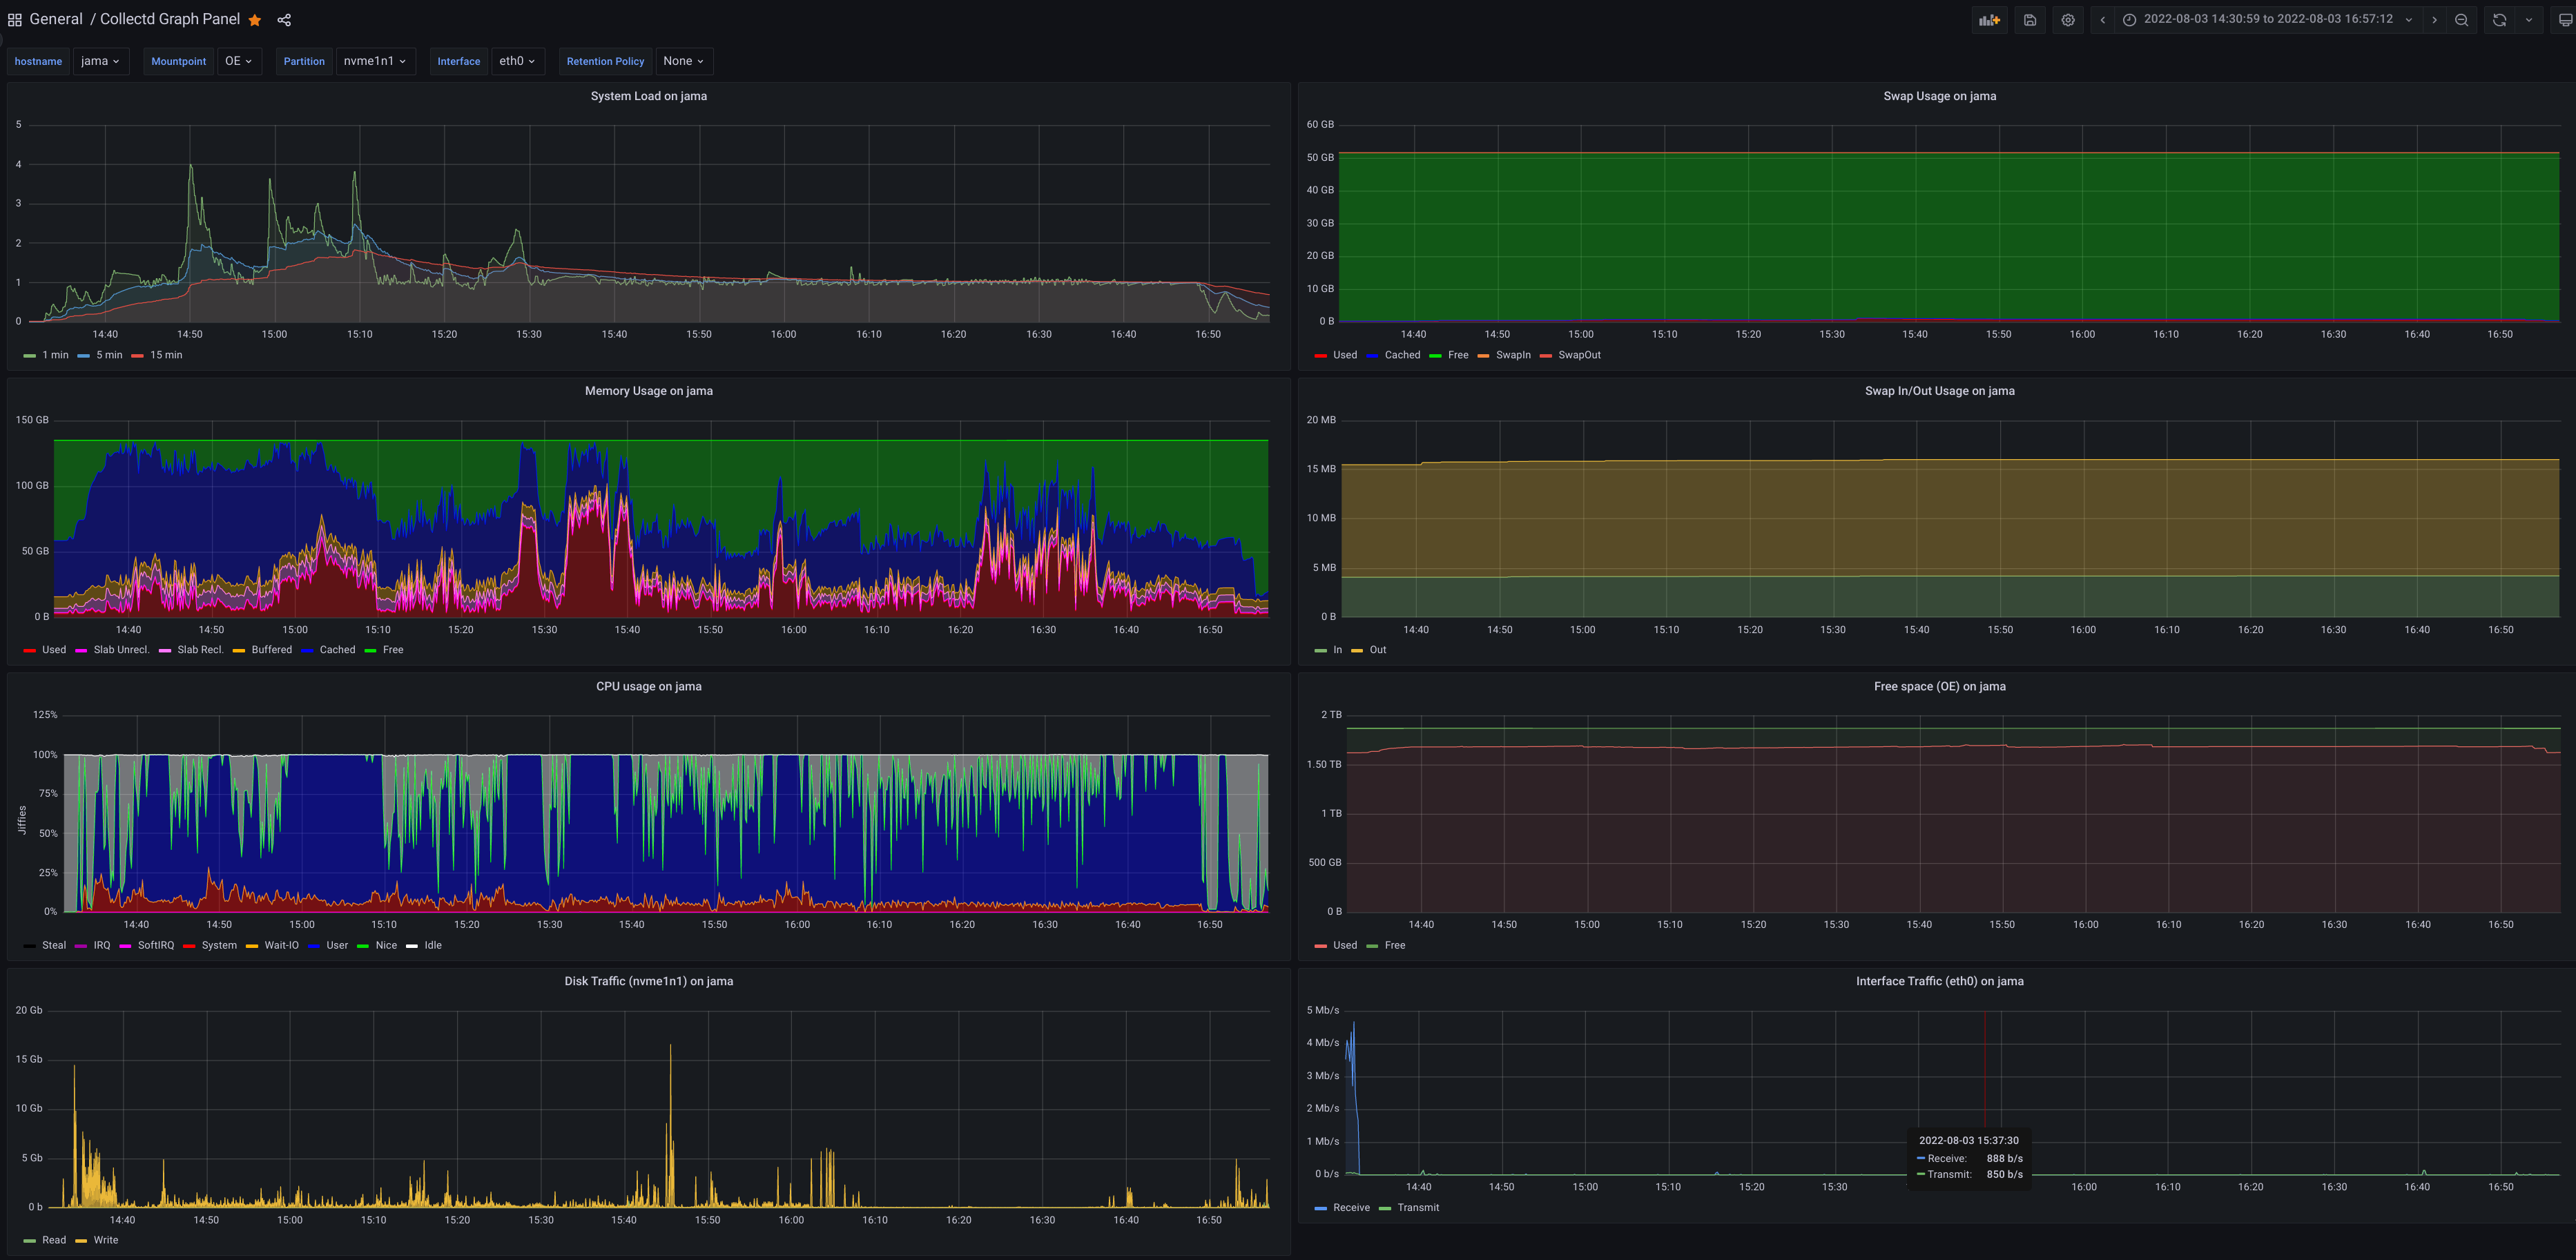 General / Collectd Graph Panel
2022-08-03 14:30:59 to 2022-08-03 16:57:12
hostname jama Mountpoint OE Partition nvme1n1 Interface eth0 Retention Policy None
System Load on jama
5
4
3
2
1
0
14:40 14:50 15:00 15:10 15:20 15:30 15:40 15:50 16:00 16:10 16:20 16:30 16:40 16:50
1 min 5 min 15 min
Swap Usage on jama
60 GB
50 GB
40 GB
30 GB
20 GB
10 GB
0 B
14:40 14:50 15:00 15:10 15:20 15:30 15:40 15:50 16:00 16:10 16:20 16:30 16:40 16:50
Used Cached Free SwapIn SwapOut
Memory Usage on jama
150 GB
100 GB
50 GB
0 B
14:40 14:50 15:00 15:10 15:20 15:30 15:40 15:50 16:00 16:10 16:20 16:30 16:40 16:50
Used Slab Unrecl. Slab Recl. Buffered Cached Free
Swap In/Out Usage on jama
20 MB
15 MB
10 MB
5 MB
0 B
14:40 14:50 15:00 15:10 15:20 15:30 15:40 15:50 16:00 16:10 16:20 16:30 16:40 16:50
In Out
CPU usage on jama
Jiffies
125%
100%
75%
50%
25%
0%
14:40 14:50 15:00 15:10 15:20 15:30 15:40 15:50 16:00 16:10 16:20 16:30 16:40 16:50
Steal IRQ SoftIRQ System Wait-IO User Nice Idle
Free space (OE) on jama
2 TB
1.50 TB
1 TB
500 GB
0 B
14:40 14:50 15:00 15:10 15:20 15:30 15:40 15:50 16:00 16:10 16:20 16:30 16:40 16:50
Used Free
Disk Traffic (nvme1n1) on jama
20 Gb
15 Gb
10 Gb
5 Gb
0 b
14:40 14:50 15:00 15:10 15:20 15:30 15:40 15:50 16:00 16:10 16:20 16:30 16:40 16:50
Read Write
Interface Traffic (eth0) on jama
5 Mb/s
4 Mb/s
3 Mb/s
2 Mb/s
1 Mb/s
0 b/s
2022-08-03 15:37:30
Receive: 888 b/s
Transmit: 850 b/s
14:40 14:50 15:00 15:10 15:20 15:30 16:00 16:10 16:20 16:30 16:40 16:50
Receive Transmit